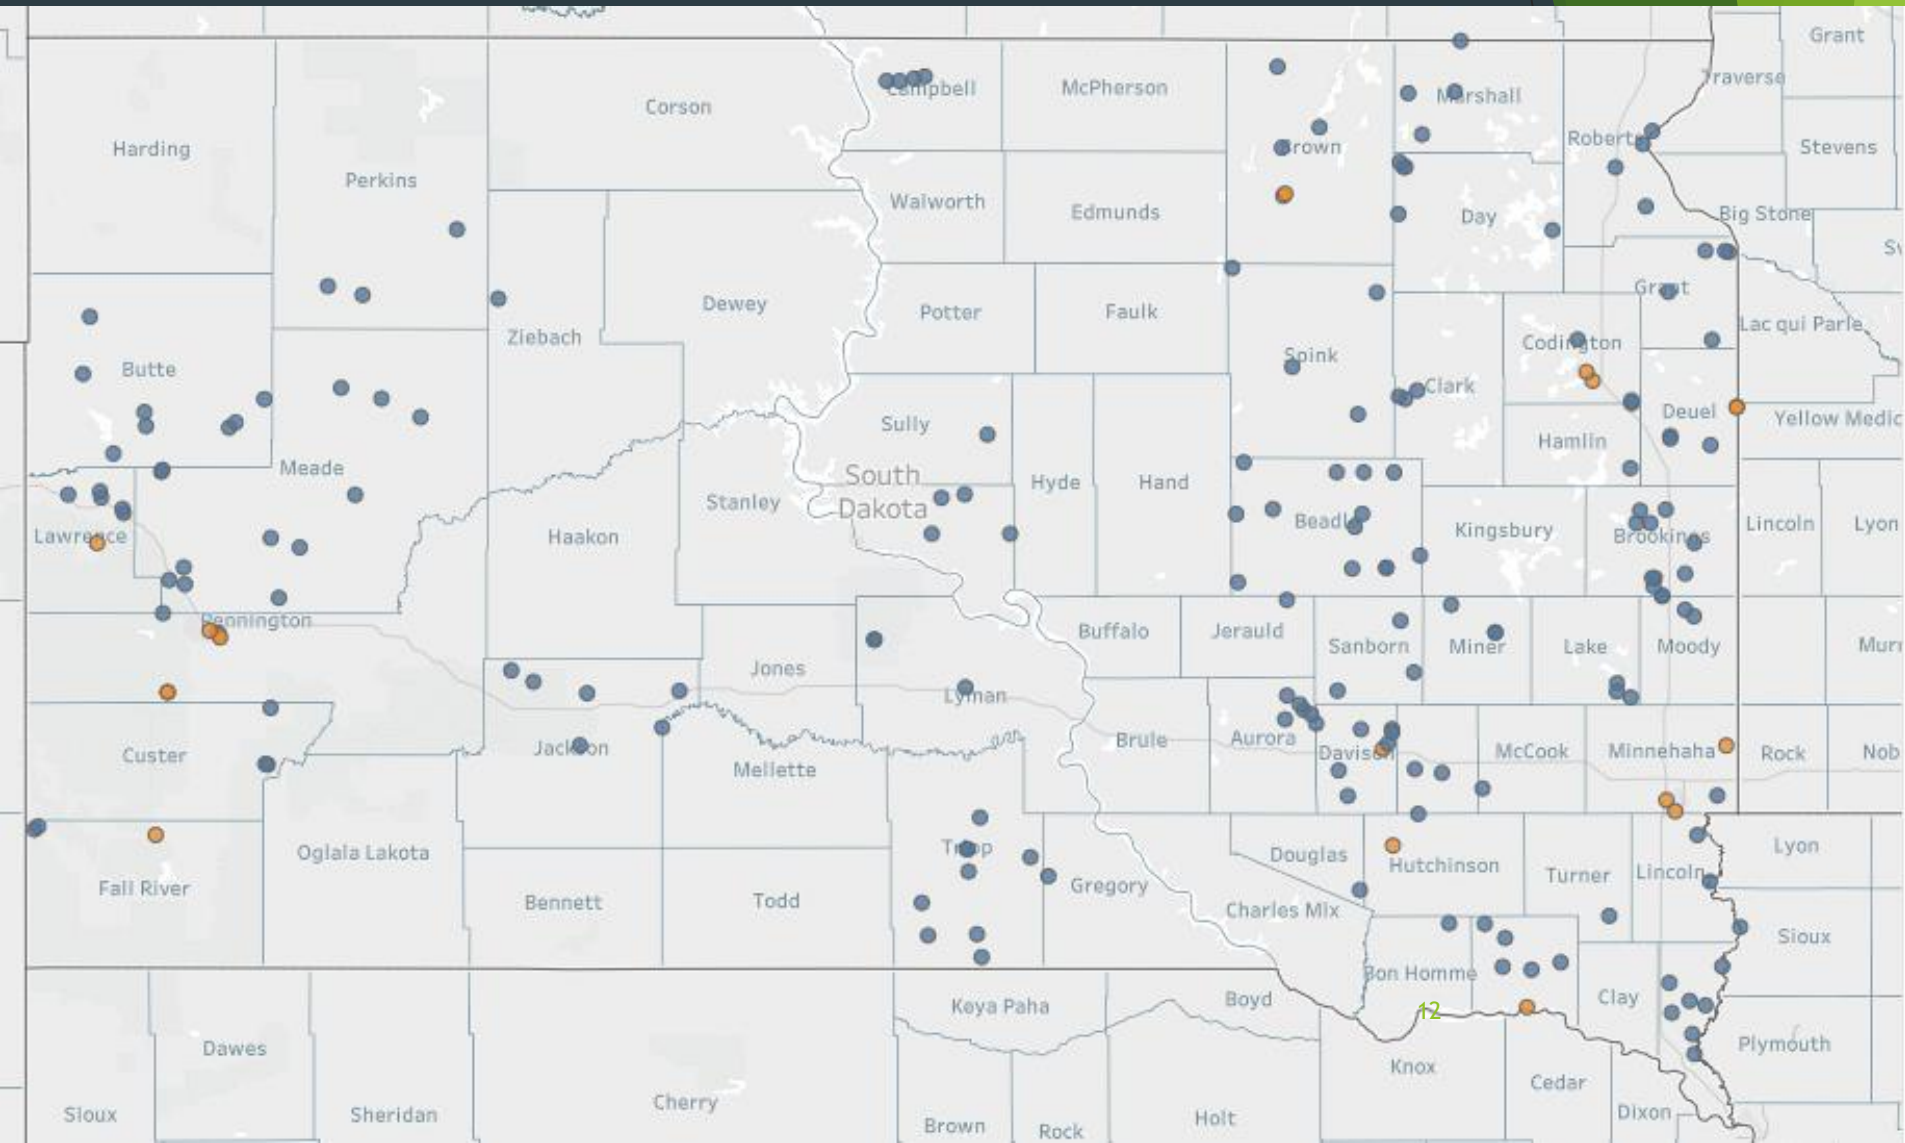 Grant
Traverse
Campbell
McPherson
Marshall
Corson
Harding
Brown
Roberts
Stevens
Perkins
Walworth
Edmunds
Day
Big Stone
Dewey
Potter
Faulk
Grant
Lac qui Parle
Ziebach
Butte
Spink
Codington
Clark
Deuel
Yellow Medic
Sully
Hamlin
Meade
South
Dakota
Hyde
Hand
Stanley
Lawrence
Haakon
Beadle
Kingsbury
Brookings
Lincoln
Lyon
Pennington
Buffalo
Jerauld
Sanborn
Miner
Lake
Moody
Murr
Jones
Lyman
Custer
Jackson
Mellette
Brule
Aurora
Davison
McCook
Minnehaha
Rock
Nob
Oglala Lakota
Tripp
Douglas
Hutchinson
Turner
Lincoln
Lyon
Fall River
Bennett
Todd
Gregory
Charles Mix
Bon Homme
Clay
Sioux
Keya Paha
Boyd
12
Dawes
Knox
Cedar
Plymouth
Sioux
Sheridan
Cherry
Brown
Rock
Holt
Dixon